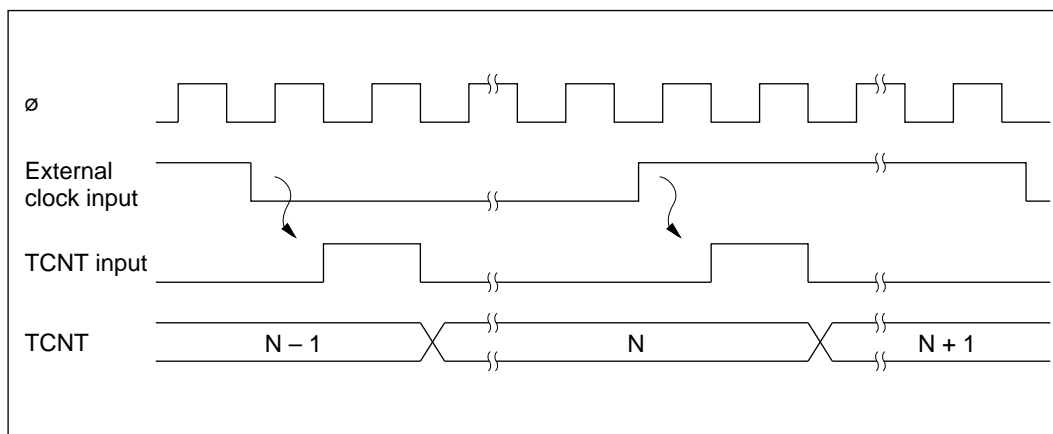 ø
External
clock input
TCNT input
TCNT
N – 1
N
N + 1